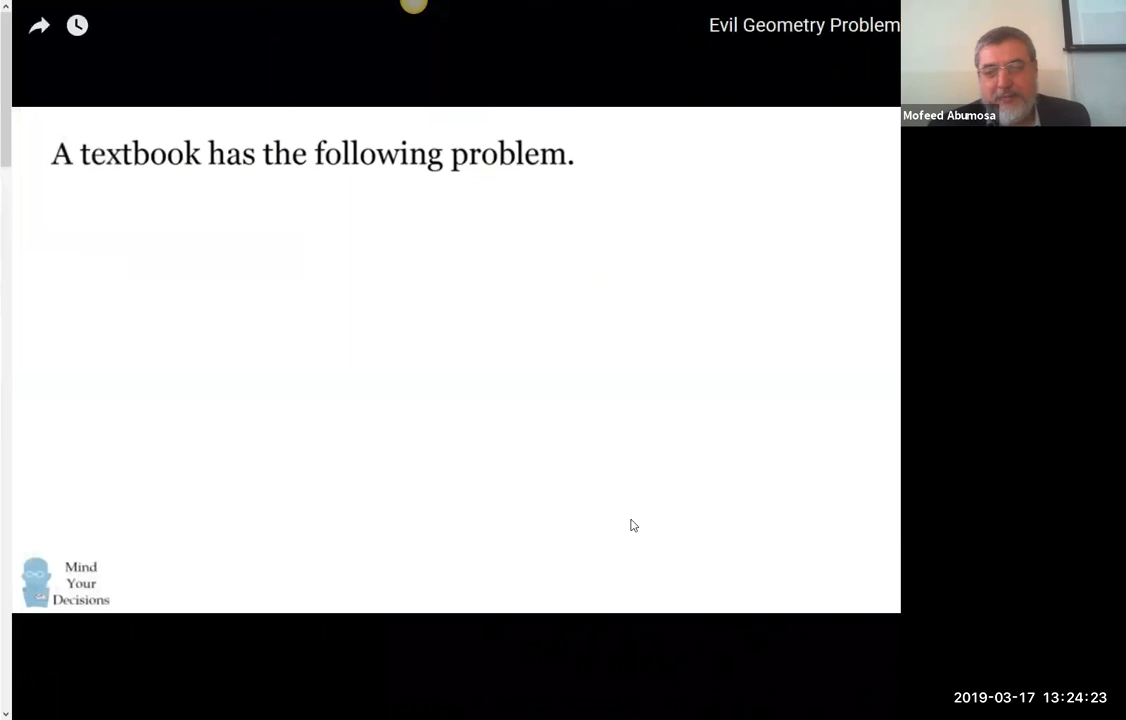 Evil Geometry Problem
Mofeed Abumosa
A textbook has the following problem.
Mind
Your
Decisions
2019-03-17 13:24:23